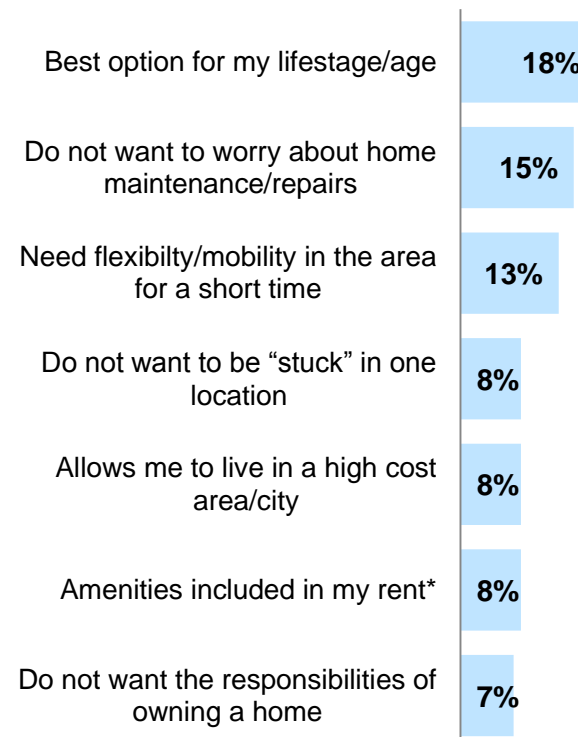 Best option for my lifestage/age
18%
Do not want to worry about home
maintenance/repairs
15%
Need flexibilty/mobility in the area
for a short time
13%
Do not want to be “stuck” in one
location
8%
Allows me to live in a high cost
area/city
8%
Amenities included in my rent*
8%
Do not want the responsibilities of
owning a home
7%